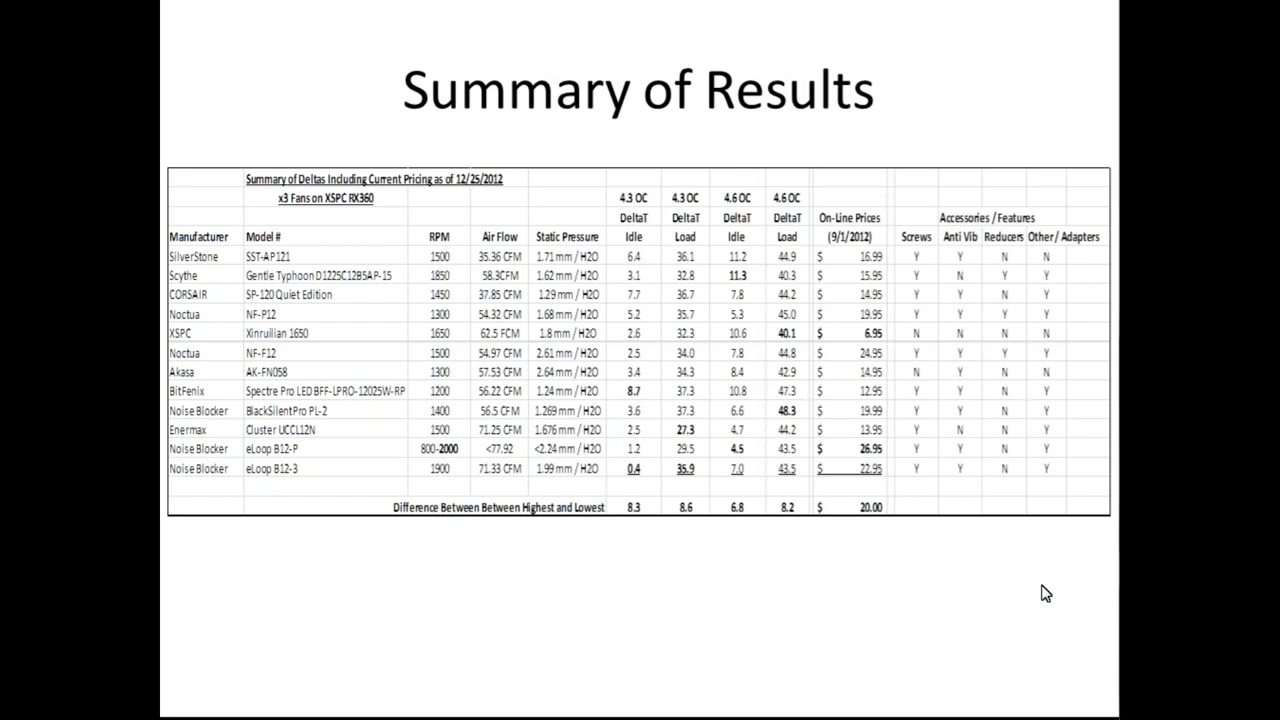 Summary of Results
Summary of Deltas Including Current Pricing as of 12/25/2012
x3 Fans on XSPC RX360 4.3 OC 4.3 OC 4.6 OC 4.6 OC
DeltaT DeltaT DeltaT DeltaT On-Line Prices Accessories / Features
Manufacturer Model # RPM Air Flow Static Pressure Idle Load Idle Load (9/1/2012) Screws Anti Vib Reducers Other / Adapters
SilverStone SST-AP121 1500 35.36 CFM 1.71 mm / H2O 6.4 36.1 11.2 44.9 $ 16.99 Y Y N N
Scythe Gentle Typhoon D1225C12B5AP-15 1850 58.3CFM 1.62 mm / H2O 3.1 32.8 11.3 40.3 $ 15.95 Y N Y Y
CORSAIR SP-120 Quiet Edition 1450 37.85 CFM 1.29 mm / H2O 7.7 36.7 7.8 44.2 $ 14.95 Y Y N Y
Noctua NF-P12 1300 54.32 CFM 1.68 mm / H2O 5.2 35.7 5.3 45.0 $ 19.95 Y Y Y Y
XSPC Xinruilian 1650 1650 62.5 FCM 1.8 mm / H2O 2.6 32.3 10.6 40.1 $ 6.95 N N N N
Noctua NF-F12 1500 54.97 CFM 2.61 mm / H2O 2.5 34.0 7.8 44.8 $ 24.95 Y Y Y Y
Akasa AK-FN058 1300 57.53 CFM 2.64 mm / H2O 3.4 34.3 8.4 42.9 $ 14.95 N Y N Y
BitFenix Spectre Pro LED BFF-LPRO-12025W-RP 1200 56.22 CFM 1.24 mm / H2O 8.7 37.3 10.8 47.3 $ 12.95 Y N N Y
Noise Blocker BlackSilent Pro PL-2 1400 56.5 CFM 1.269 mm / H2O 3.6 37.3 6.6 48.3 $ 19.99 Y Y N Y
Enermax Cluster UCCL12N 1500 71.25 CFM 1.676 mm / H2O 2.5 27.3 4.7 44.2 $ 13.95 Y N N Y
Noise Blocker eLoop B12-P 800-2000 <77.92 <2.24 mm / H2O 1.2 29.5 4.5 43.5 $ 26.95 Y Y N Y
Noise Blocker eLoop B12-3 1900 71.33 CFM 1.99 mm / H2O 0.4 35.9 7.0 43.5 $ 22.95 Y Y N Y
Difference Between Between Highest and Lowest 8.3 8.6 6.8 8.2 $ 20.00